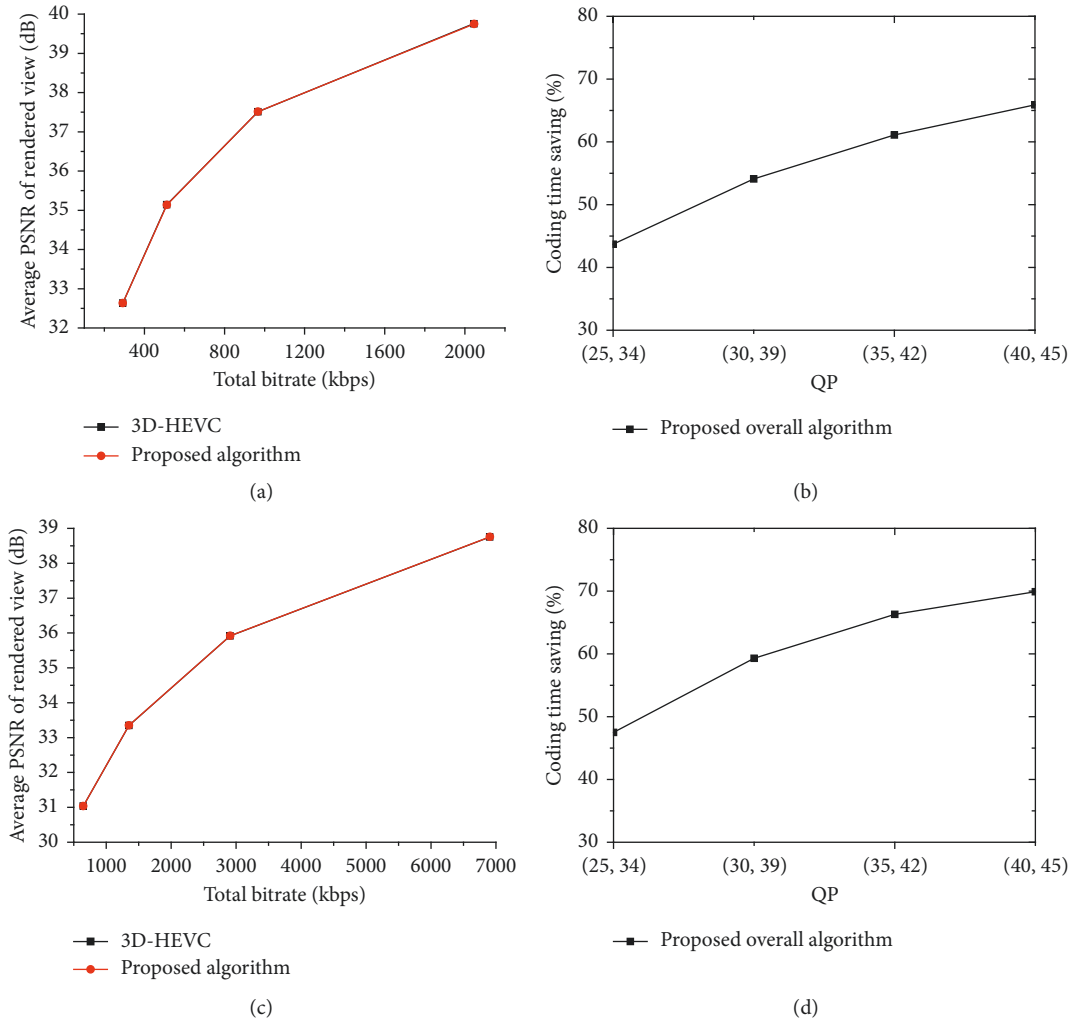 Average PSNR of rendered view (dB)
40
39
38
37
36
35
34
33
32
400
800
1200
1600
2000
Total bitrate (kbps)
3D-HEVC
Proposed algorithm
(a)
Coding time saving (%)
80
70
60
50
40
30
(25, 34)
(30, 39)
(35, 42)
(40, 45)
QP
Proposed overall algorithm
(b)
Average PSNR of rendered view (dB)
39
38
37
36
35
34
33
32
31
30
1000
2000
3000
4000
5000
6000
7000
Total bitrate (kbps)
3D-HEVC
Proposed algorithm
(c)
Coding time saving (%)
80
70
60
50
40
30
(25, 34)
(30, 39)
(35, 42)
(40, 45)
QP
Proposed overall algorithm
(d)